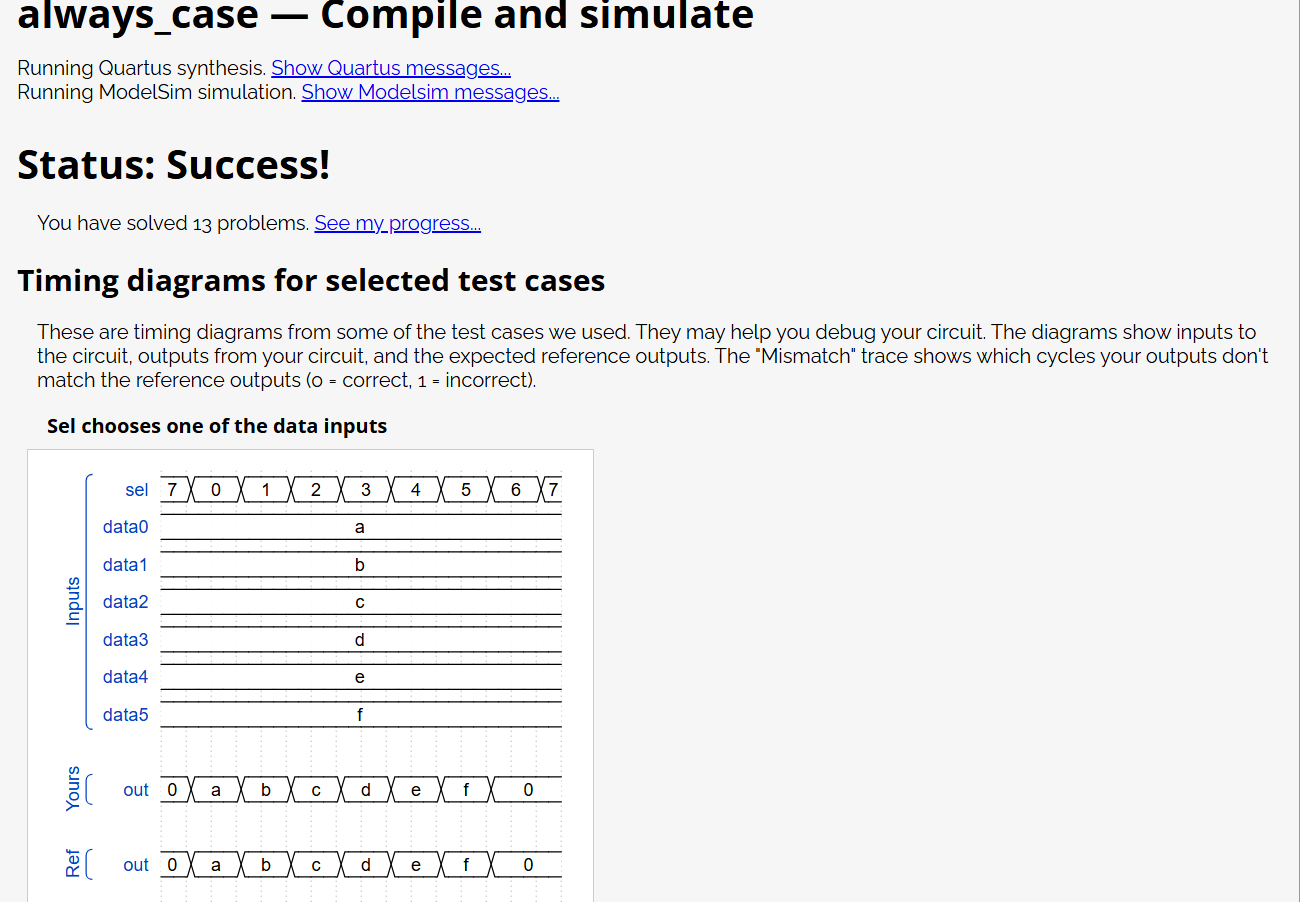 always_case — Compile and simulate
Running Quartus synthesis. Show Quartus messages...
Running ModelSim simulation. Show Modelsim messages...
Status: Success!
You have solved 13 problems. See my progress...
Timing diagrams for selected test cases
These are timing diagrams from some of the test cases we used. They may help you debug your circuit. The diagrams show inputs to
the circuit, outputs from your circuit, and the expected reference outputs. The "Mismatch" trace shows which cycles your outputs don't
match the reference outputs (0 = correct, 1 = incorrect).
Sel chooses one of the data inputs
Inputs
sel 7 0 1 2 3 4 5 6 7
data0 a
data1 b
data2 c
data3 d
data4 e
data5 f
Yours
out 0 a b c d e f 0
Ref
out 0 a b c d e f 0